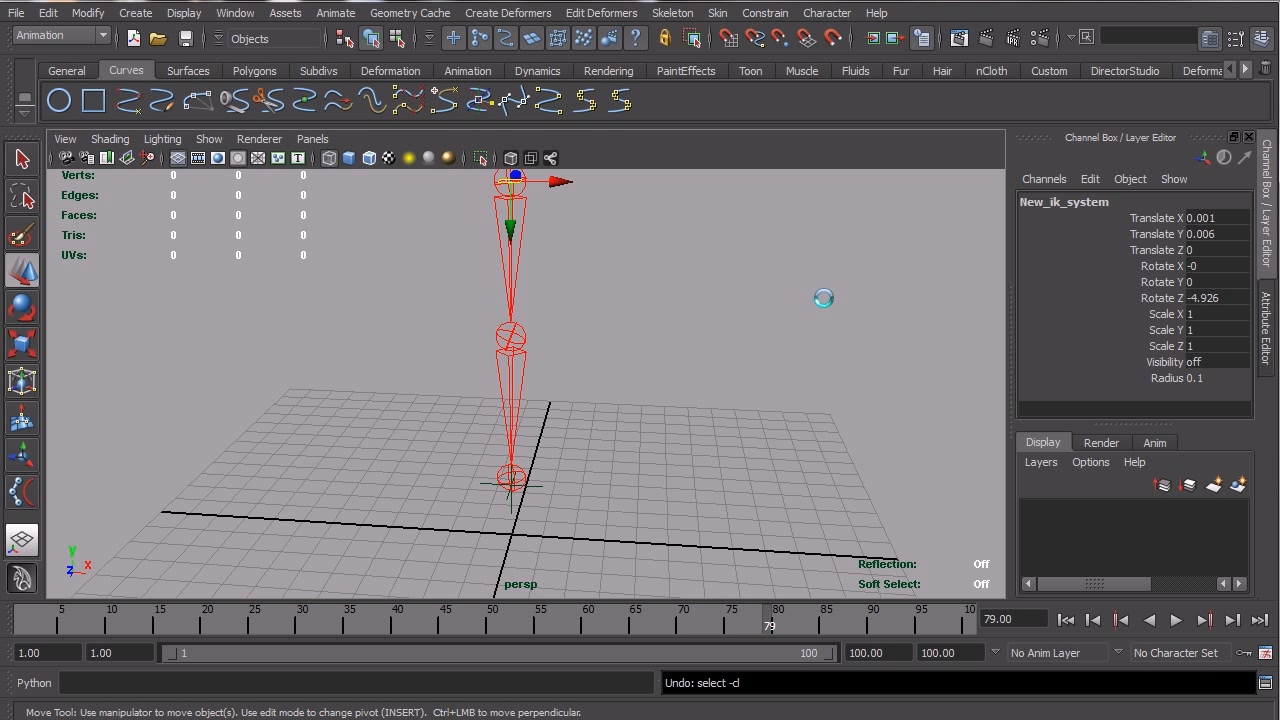 File Edit Modify Create Display Window Assets Animate Geometry Cache Create Deformers Edit Deformers Skeleton Skin Constrain Character Help
Animation Objects
General Curves Surfaces Polygons Subdivs Deformation Animation Dynamics Rendering PaintEffects Toon Muscle Fluids Fur Hair nCloth Custom DirectorStudio Deforma
View Shading Lighting Show Renderer Panels
Verts: 0 0 0
Edges: 0 0 0
Faces: 0 0 0
Tris: 0 0 0
UVs: 0 0 0
y
z x
persp
Reflection: Off
Soft Select: Off
Channel Box / Layer Editor
Channels Edit Object Show
New_ik_system
Translate X 0.001
Translate Y 0.006
Translate Z 0
Rotate X -0
Rotate Y 0
Rotate Z -4.926
Scale X 1
Scale Y 1
Scale Z 1
Visibility off
Radius 0.1
Display Render Anim
Layers Options Help
Channel Box / Layer Editor
Attribute Editor
5 10 15 20 25 30 35 40 45 50 55 60 65 70 75 80 85 90 95 10
79
79.00
1.00 1.00 1 100 100.00 100.00 No Anim Layer No Character Set
Python Undo: select -cl
Move Tool: Use manipulator to move object(s). Use edit mode to change pivot (INSERT). Ctrl+LMB to move perpendicular.